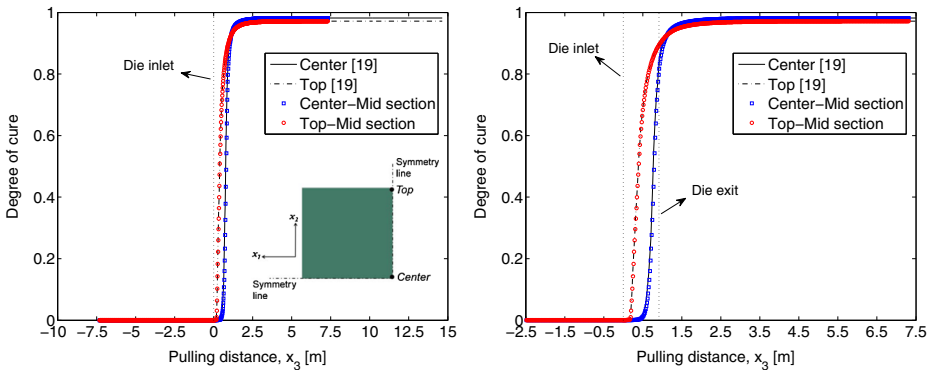 Degree of cure
1
0.8
0.6
0.4
0.2
0
−10
−7.5
−5
−2.5
0
2.5
5
7.5
10
12.5
15
Pulling distance, x3 [m]
Die inlet
Center [19]
Top [19]
Center−Mid section
Top−Mid section
Symmetry
line
Top
x2
x1
Center
Symmetry
line
Degree of cure
1
0.8
0.6
0.4
0.2
0
−2.5
−1.5
−0.5
0.5
1.5
2.5
3.5
4.5
5.5
6.5
7.5
Pulling distance, x3 [m]
Die inlet
Die exit
Center [19]
Top [19]
Center−Mid section
Top−Mid section